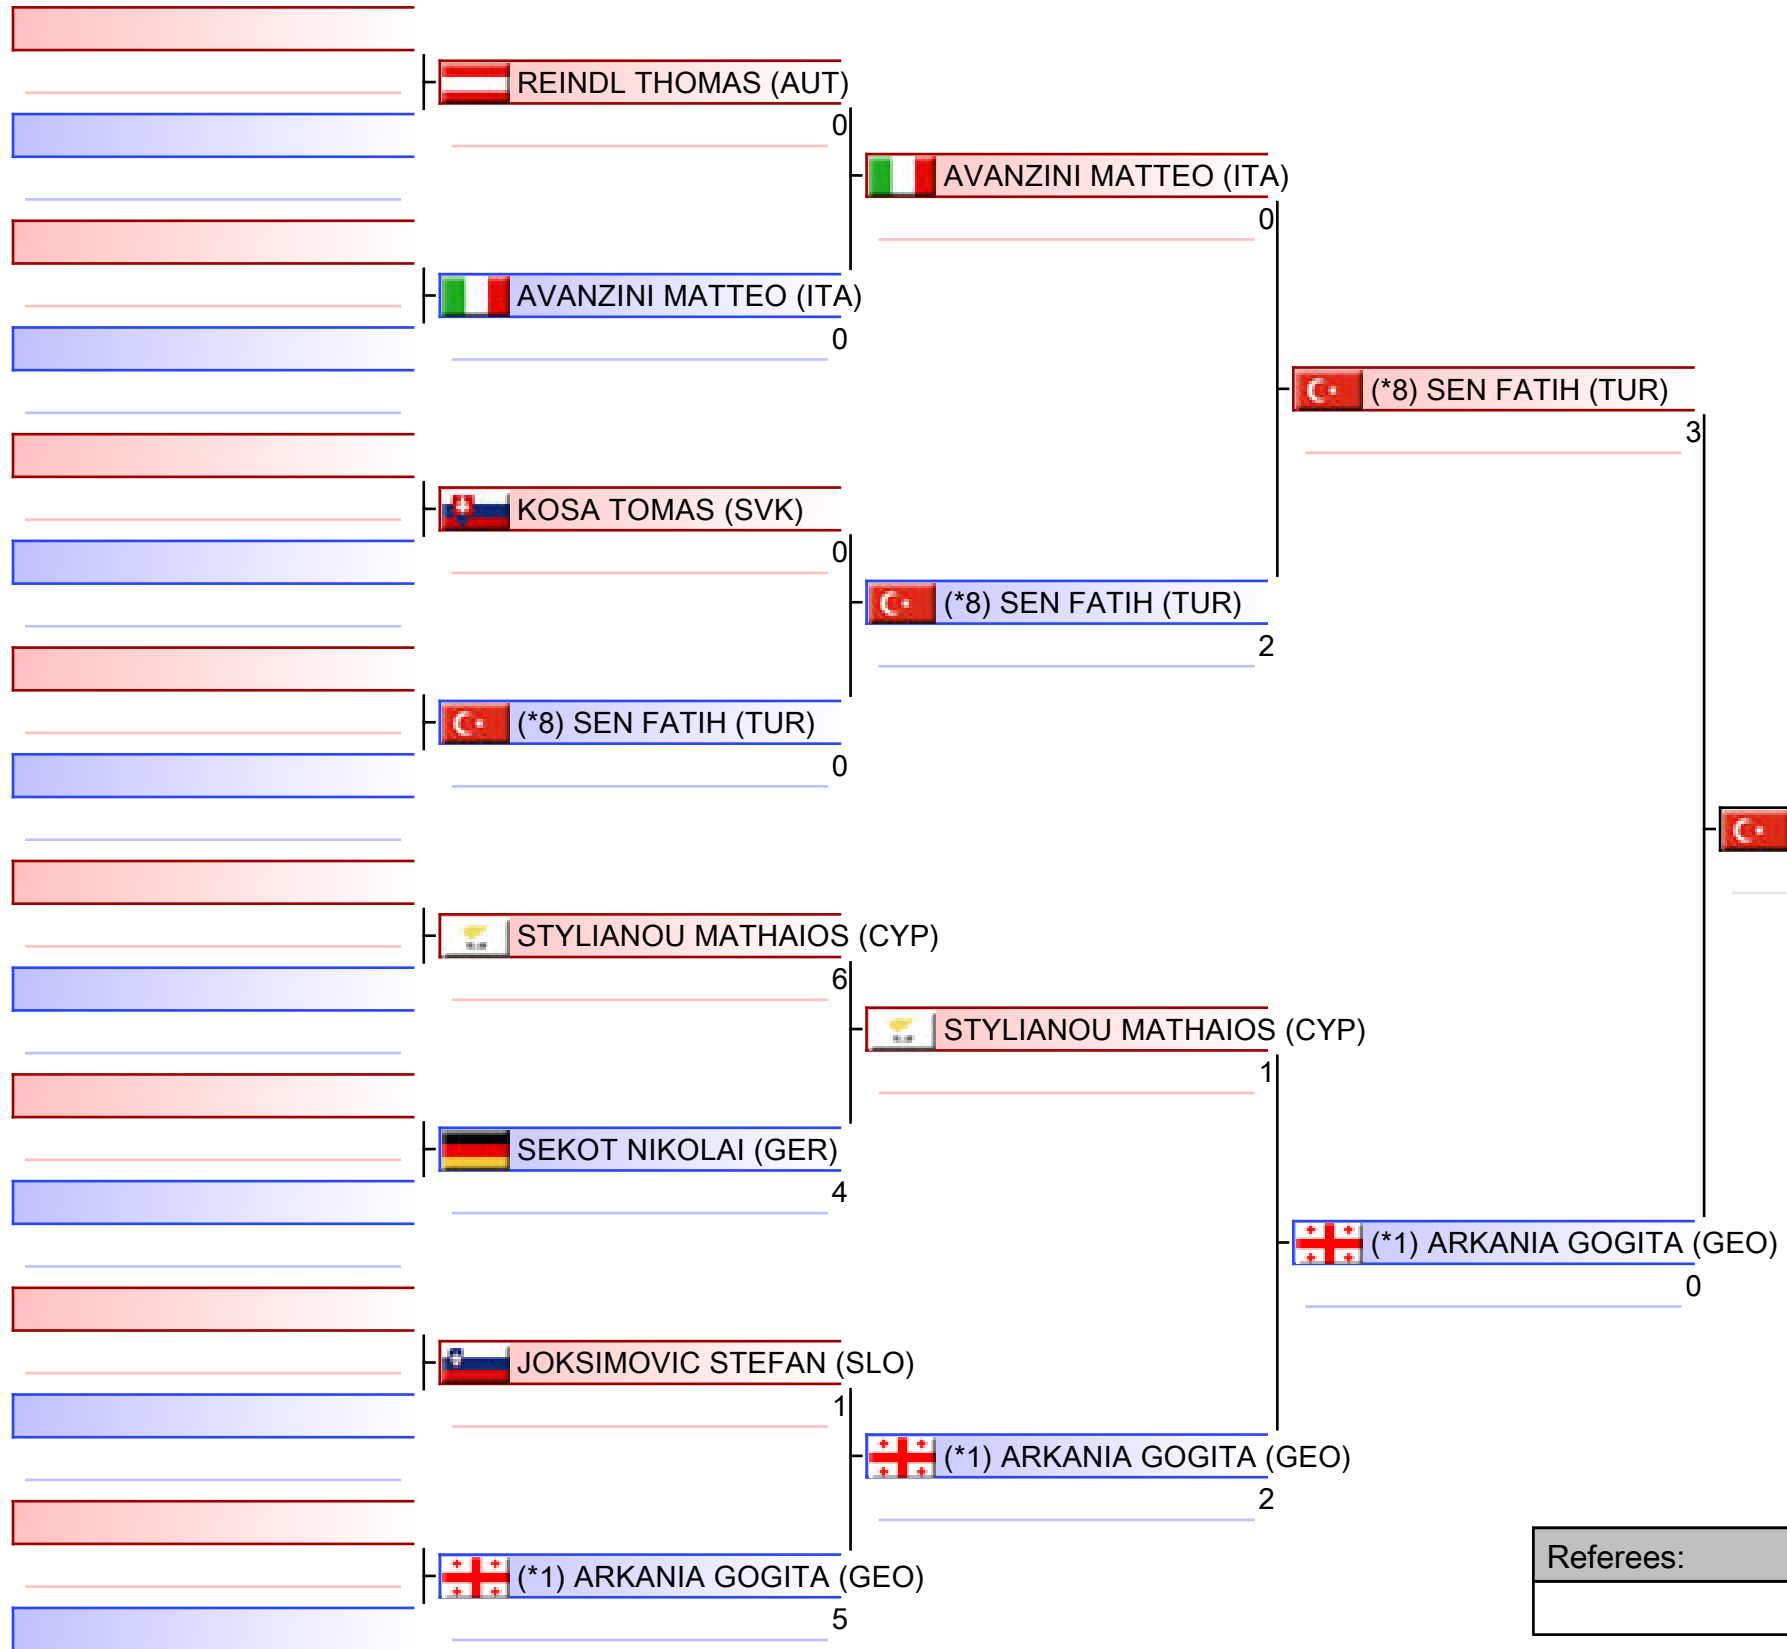 REINDL THOMAS (AUT)
0
AVANZINI MATTEO (ITA)
0
AVANZINI MATTEO (ITA)
0
(*8) SEN FATIH (TUR)
3
KOSA TOMAS (SVK)
0
(*8) SEN FATIH (TUR)
2
(*8) SEN FATIH (TUR)
0
STYLIANOU MATHAIOS (CYP)
6
STYLIANOU MATHAIOS (CYP)
1
SEKOT NIKOLAI (GER)
4
(*1) ARKANIA GOGITA (GEO)
0
JOKSIMOVIC STEFAN (SLO)
1
(*1) ARKANIA GOGITA (GEO)
2
(*1) ARKANIA GOGITA (GEO)
5
Referees: